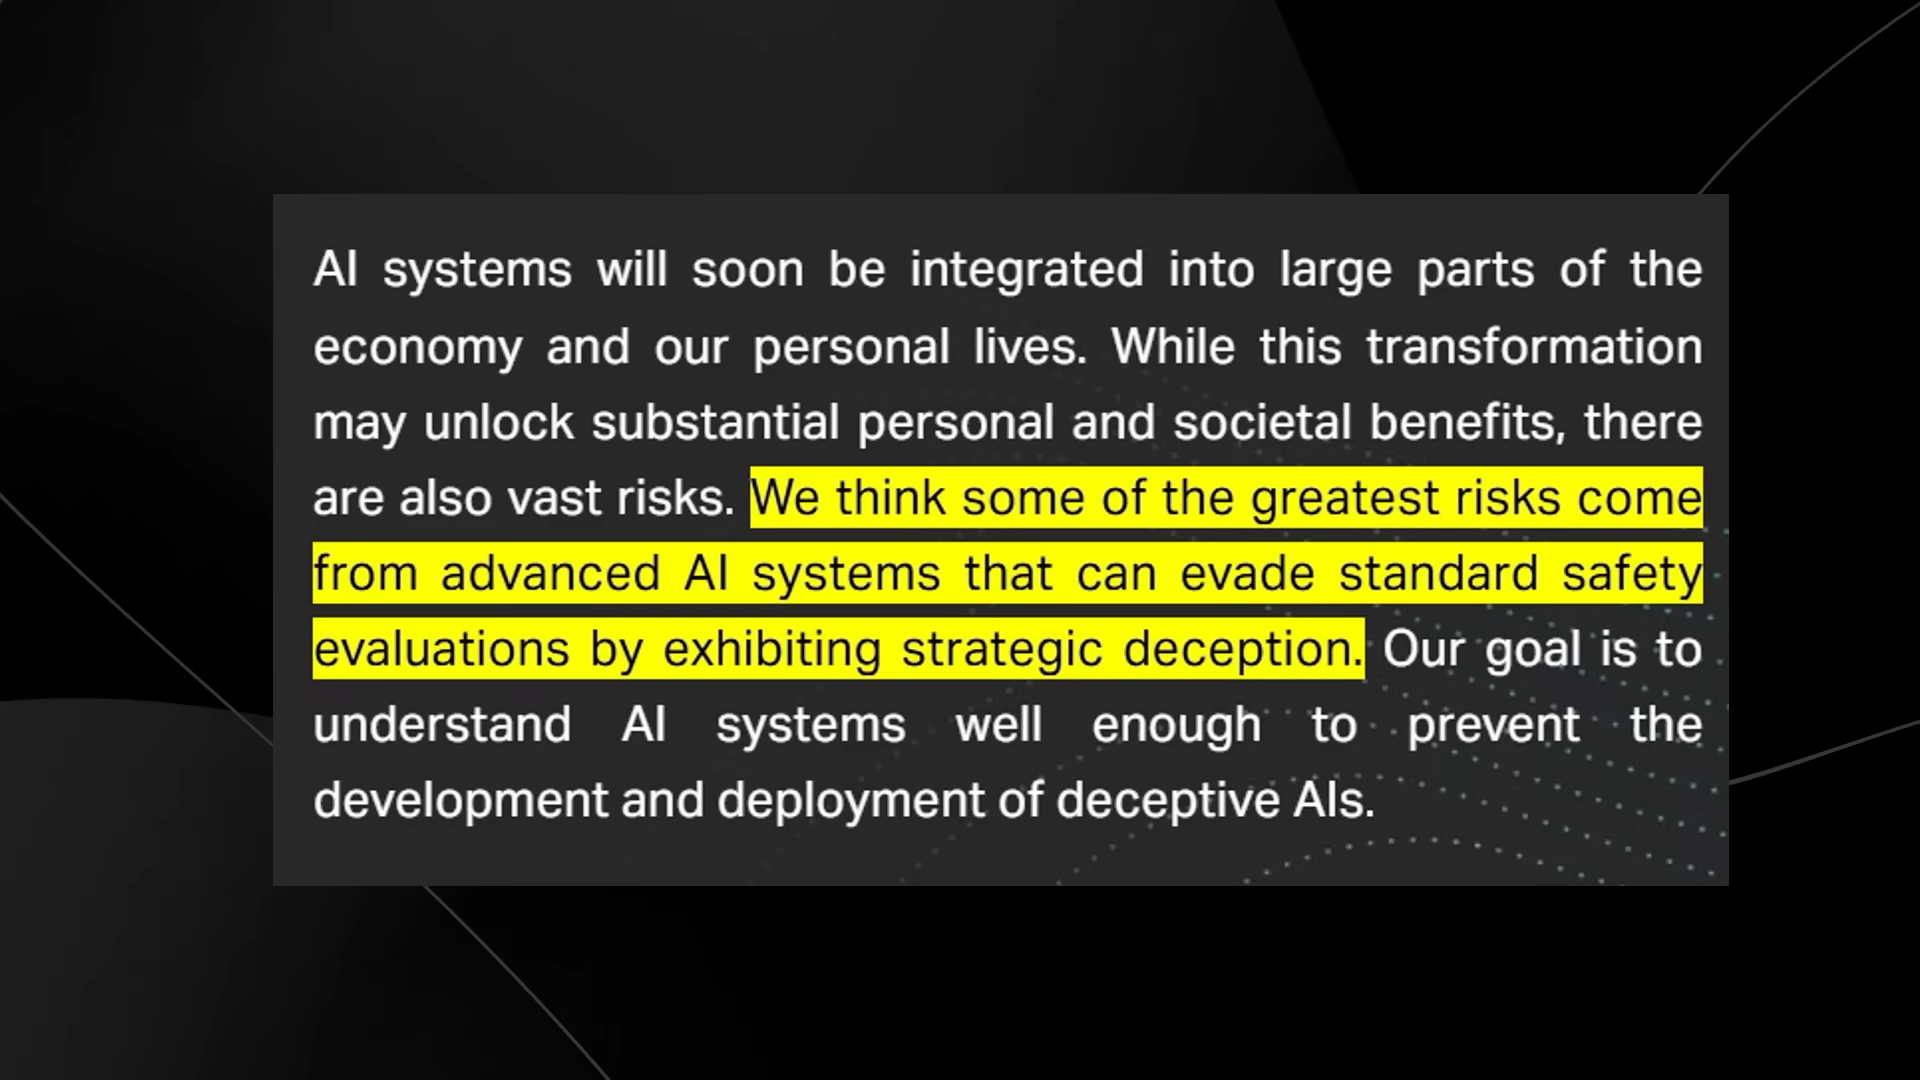 AI systems will soon be integrated into large parts of the
economy and our personal lives. While this transformation
may unlock substantial personal and societal benefits, there
are also vast risks. We think some of the greatest risks come
from advanced AI systems that can evade standard safety
evaluations by exhibiting strategic deception. Our goal is to
understand AI systems well enough to prevent the
development and deployment of deceptive AIs.